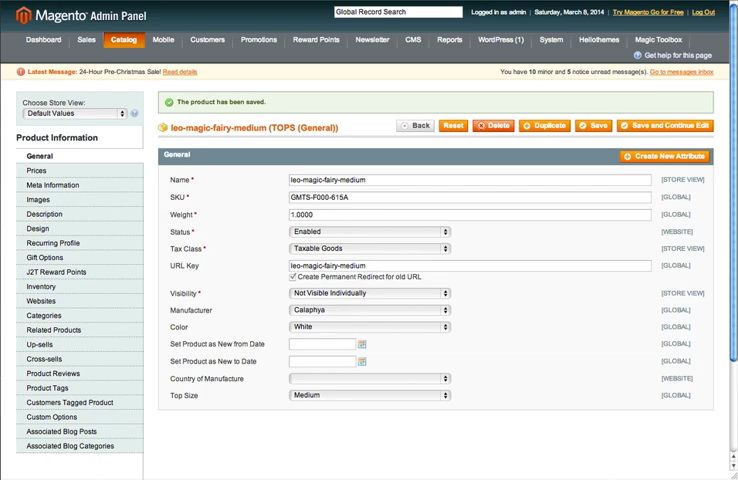 Magento Admin Panel
Global Record Search
Logged in as admin | Saturday, March 8, 2014 | Try Magento Go for Free | Log Out
Dashboard Sales Catalog Mobile Customers Promotions Reward Points Newsletter CMS Reports WordPress (1) System Hellothemes Magic Toolbox
Get help for this page
Latest Message: 24-Hour Pre-Christmas Sale! Read details
You have 10 minor and 5 notice unread message(s). Go to messages inbox
Choose Store View:
Default Values
Product Information
General
Prices
Meta Information
Images
Description
Design
Recurring Profile
Gift Options
J2T Reward Points
Inventory
Websites
Categories
Related Products
Up-sells
Cross-sells
Product Reviews
Product Tags
Customers Tagged Product
Custom Options
Associated Blog Posts
Associated Blog Categories
The product has been saved.
leo-magic-fairy-medium (TOPS (General))
Back Reset Delete Duplicate Save Save and Continue Edit
General
Create New Attribute
Name * leo-magic-fairy-medium [STORE VIEW]
SKU * GMTS-F000-615A [GLOBAL]
Weight * 1.0000 [GLOBAL]
Status * Enabled [WEBSITE]
Tax Class * Taxable Goods [STORE VIEW]
URL Key leo-magic-fairy-medium [GLOBAL]
Create Permanent Redirect for old URL
Visibility * Not Visible Individually [STORE VIEW]
Manufacturer Calaphya [GLOBAL]
Color White [GLOBAL]
Set Product as New from Date [GLOBAL]
Set Product as New to Date [GLOBAL]
Country of Manufacture [WEBSITE]
Top Size Medium [GLOBAL]